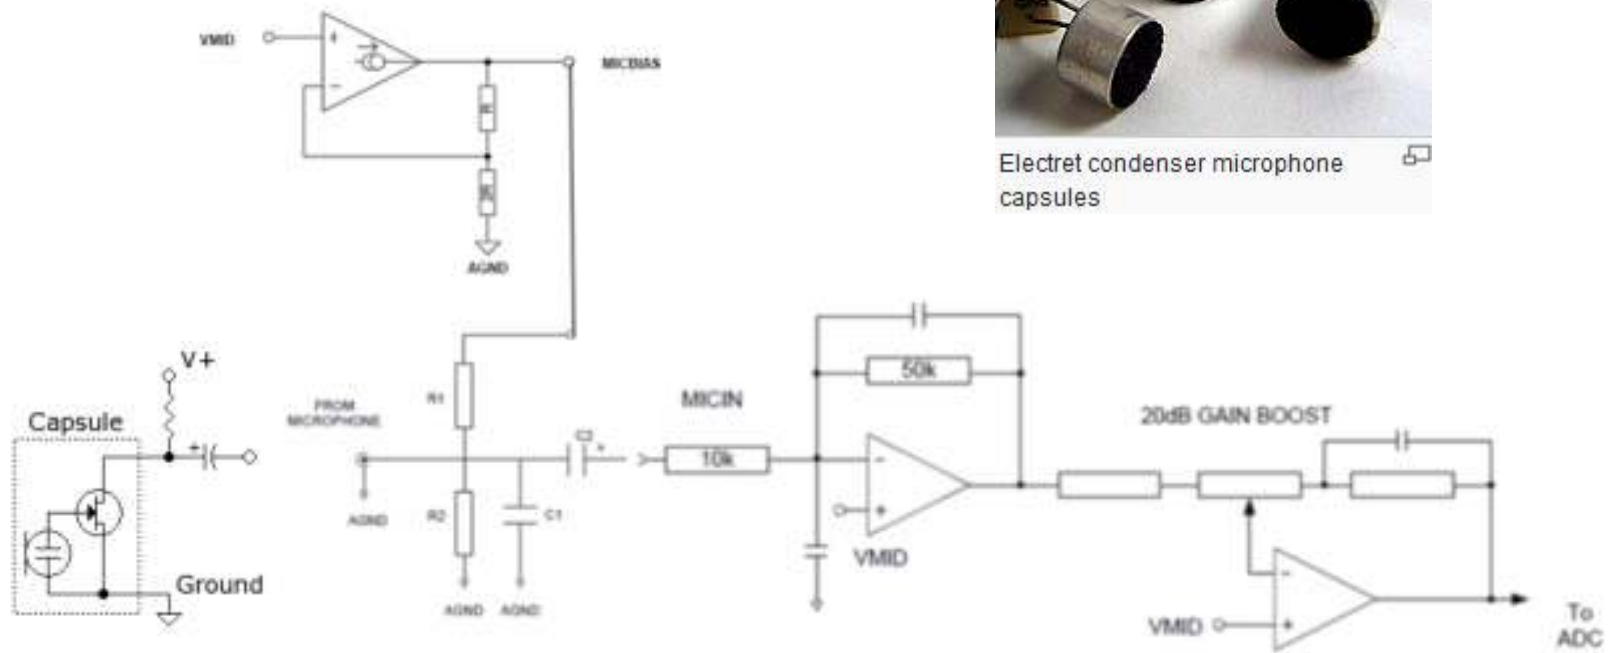 VMID
MICBIAS
R
AGND
Electret condenser microphone
capsules
V+
Capsule
Ground
R1
FROM
MICROPHONE
AGND
R2
C1
C2
+
AGND
AGND
MICIN
10k
50k
-
+
VMID
20dB GAIN BOOST
-
+
VMID
To
ADC